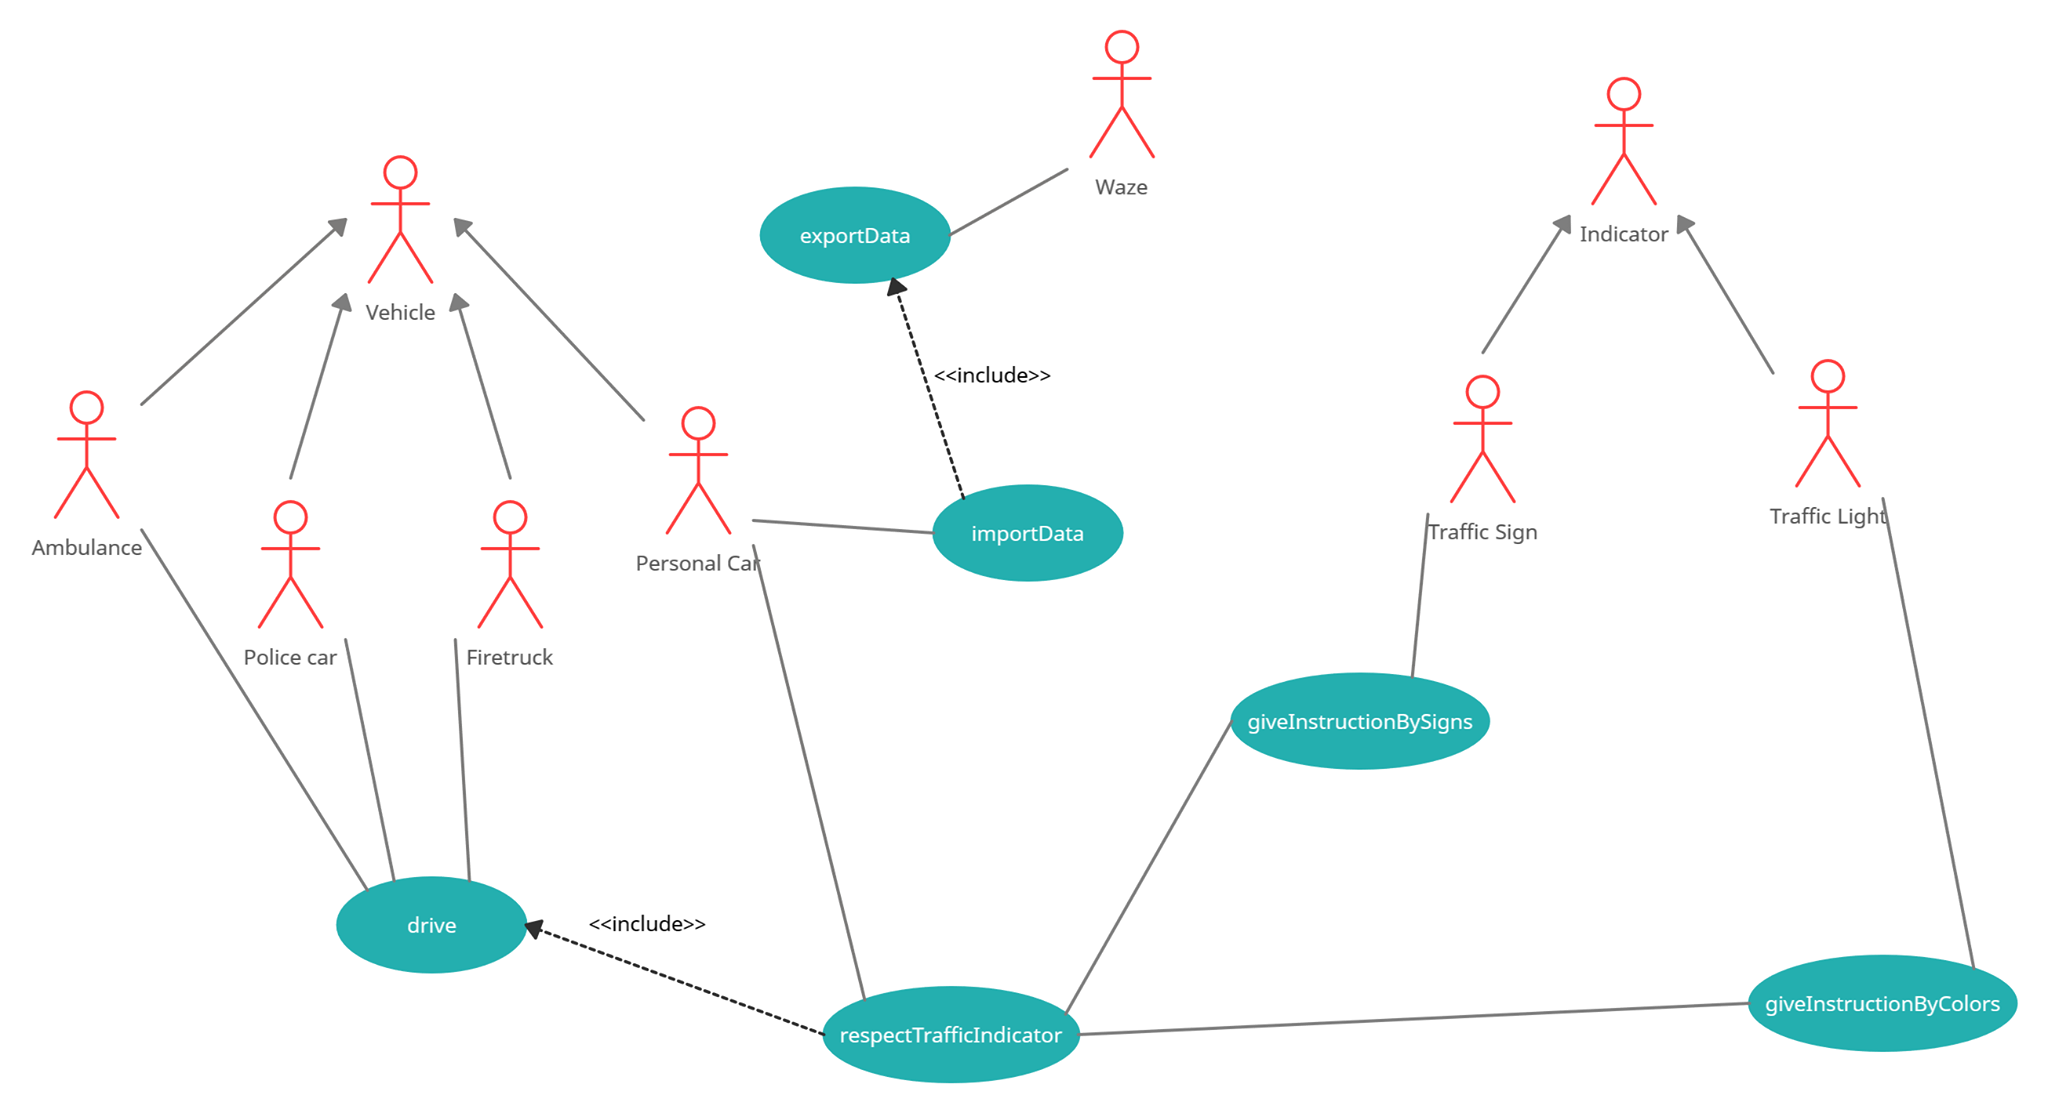 Waze
Indicator
exportData
Vehicle
<<include>>
Ambulance
Personal Car
importData
Traffic Sign
Traffic Light
Police car
Firetruck
giveInstructionBySigns
drive
<<include>>
respectTrafficIndicator
giveInstructionByColors